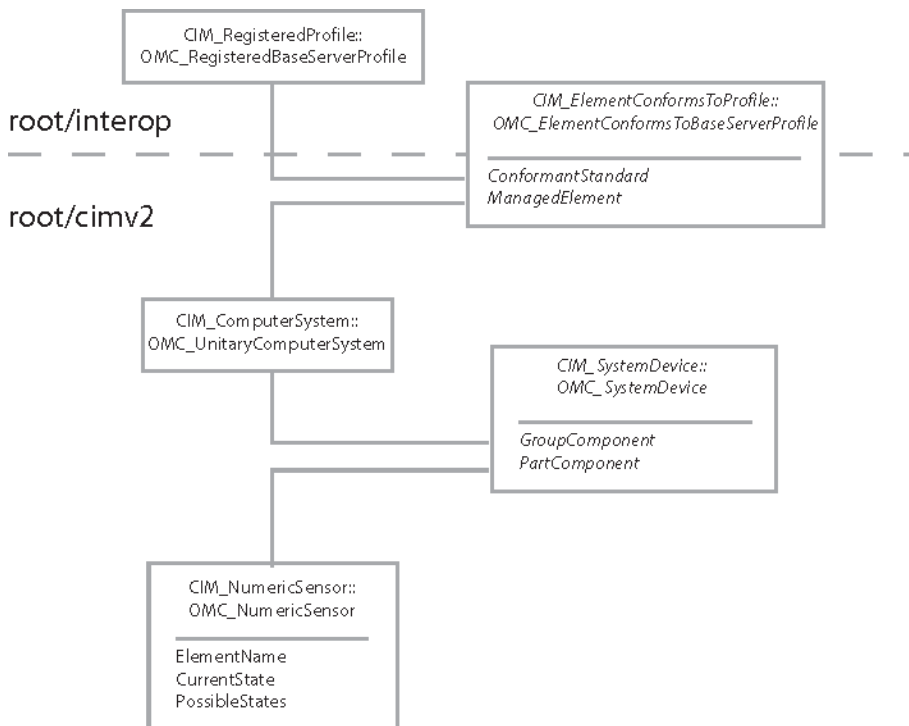 CIM_RegisteredProfile::
OMC_RegisteredBaseServerProfile
root/interop
CIM_ElementConformsToProfile::
OMC_ElementConformsToBaseServerProfile
ConformantStandard
ManagedElement
root/cimv2
CIM_ComputerSystem::
OMC_UnitaryComputerSystem
CIM_SystemDevice::
OMC_SystemDevice
GroupComponent
PartComponent
CIM_NumericSensor::
OMC_NumericSensor
ElementName
CurrentState
PossibleStates